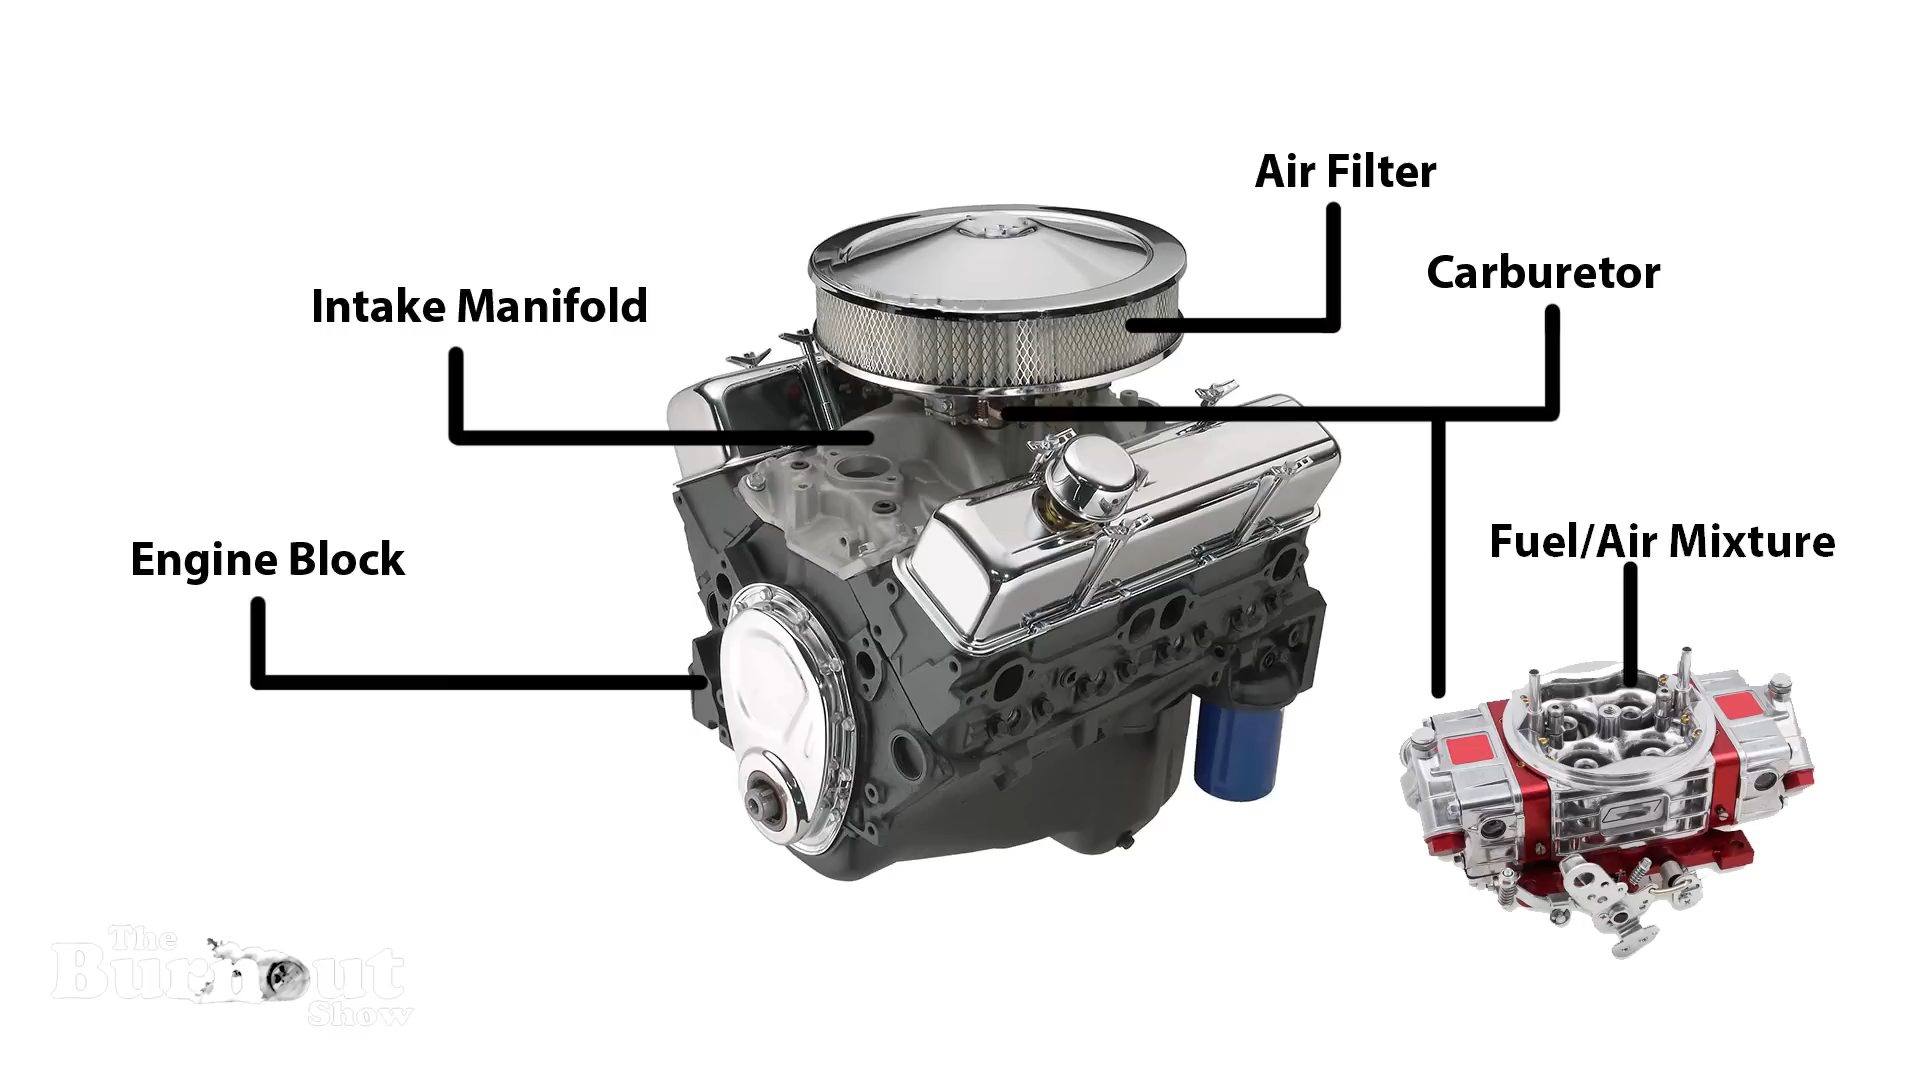 Air Filter
Carburetor
Intake Manifold
Fuel/Air Mixture
Engine Block
The
Burnout
Show